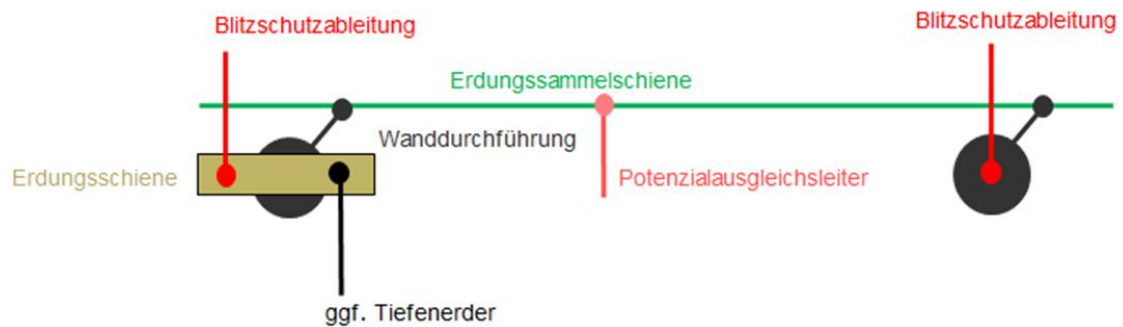 Blitzschutzableitung
Blitzschutzableitung
Erdungssammelschiene
Wanddurchführung
Erdungsschiene
Potenzialausgleichsleiter
ggf. Tiefenerder